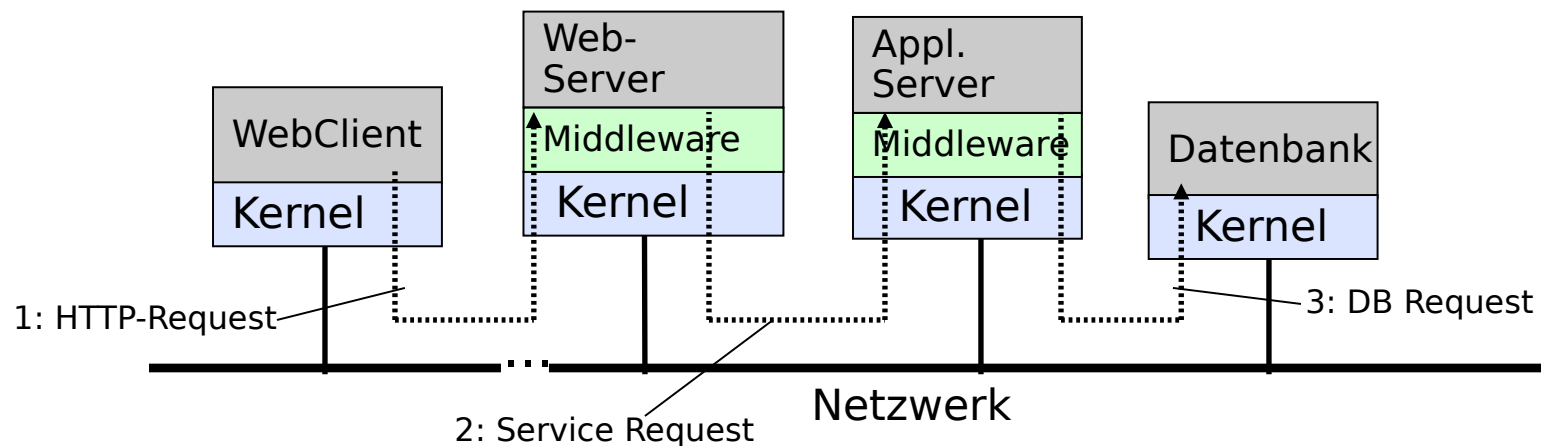 WebClient
Kernel
Web-
Server
Middleware
Kernel
Appl.
Server
Middleware
Kernel
Datenbank
Kernel
1: HTTP-Request
3: DB Request
...
Netzwerk
2: Service Request